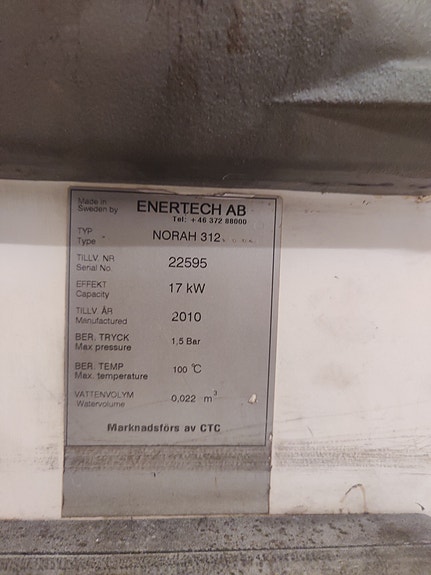 Made in
Sweden by
ENERTECH AB
Tel: +46 372 88000
TYP
Type
NORAH 312
TILLV. NR
Serial No.
22595
EFFEKT
Capacity
17 kW
TILLV. ÅR
Manufactured
2010
BER. TRYCK
Max pressure
1,5 Bar
BER. TEMP
Max. temperature
100 °C
VATTENVOLYM
Watervolume
0,022 m³
Marknadsförs av CTC